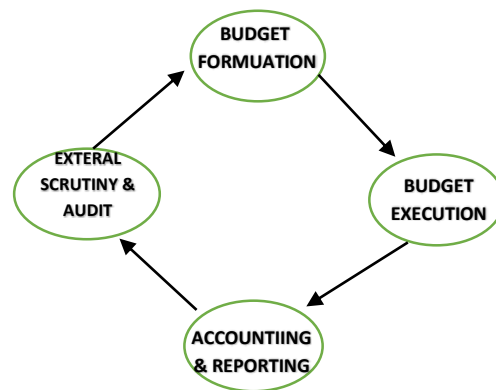 BUDGET
FORMUATION
EXTERAL
SCRUTINY &
AUDIT
BUDGET
EXECUTION
ACCOUNTIING
& REPORTING